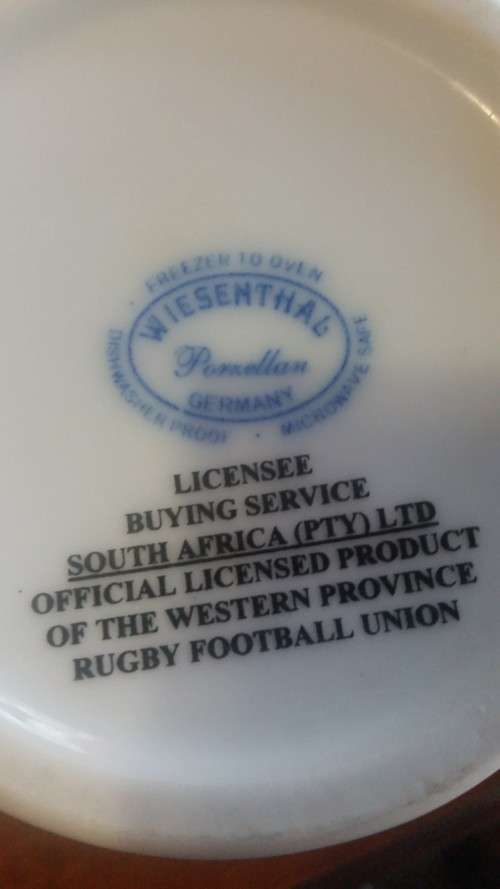 FREEZER TO OVEN
WIESENTHAL
Porzellan
GERMANY
DISHWASHER PROOF · MICROWAVE SAFE
LICENSEE
BUYING SERVICE
SOUTH AFRICA (PTY) LTD
OFFICIAL LICENSED PRODUCT
OF THE WESTERN PROVINCE
RUGBY FOOTBALL UNION